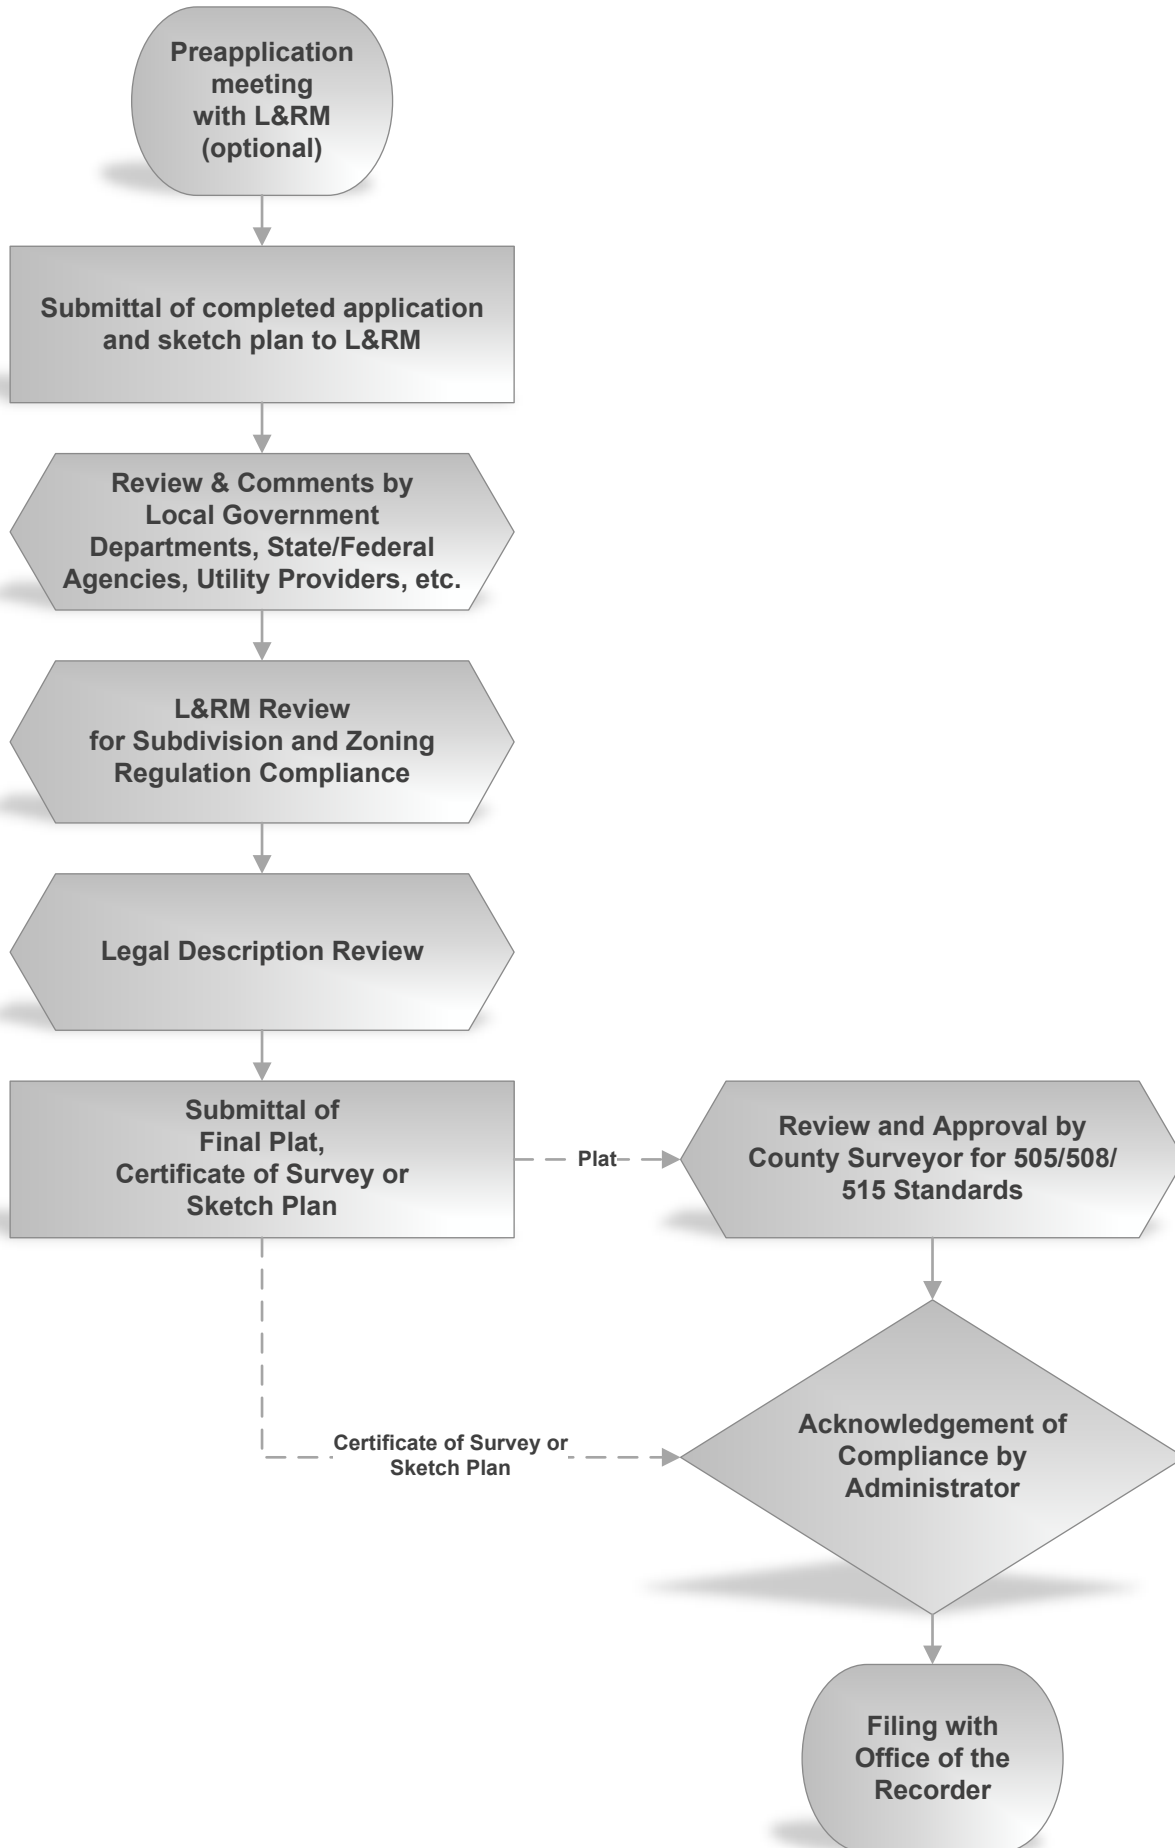 Preapplication
meeting
with L&RM
(optional)
Submittal of completed application
and sketch plan to L&RM
Review & Comments by
Local Government
Departments, State/Federal
Agencies, Utility Providers, etc.
L&RM Review
for Subdivision and Zoning
Regulation Compliance
Legal Description Review
Submittal of
Final Plat,
Certificate of Survey or
Sketch Plan
Plat
Review and Approval by
County Surveyor for 505/508/
515 Standards
Certificate of Survey or
Sketch Plan
Acknowledgement of
Compliance by
Administrator
Filing with
Office of the
Recorder